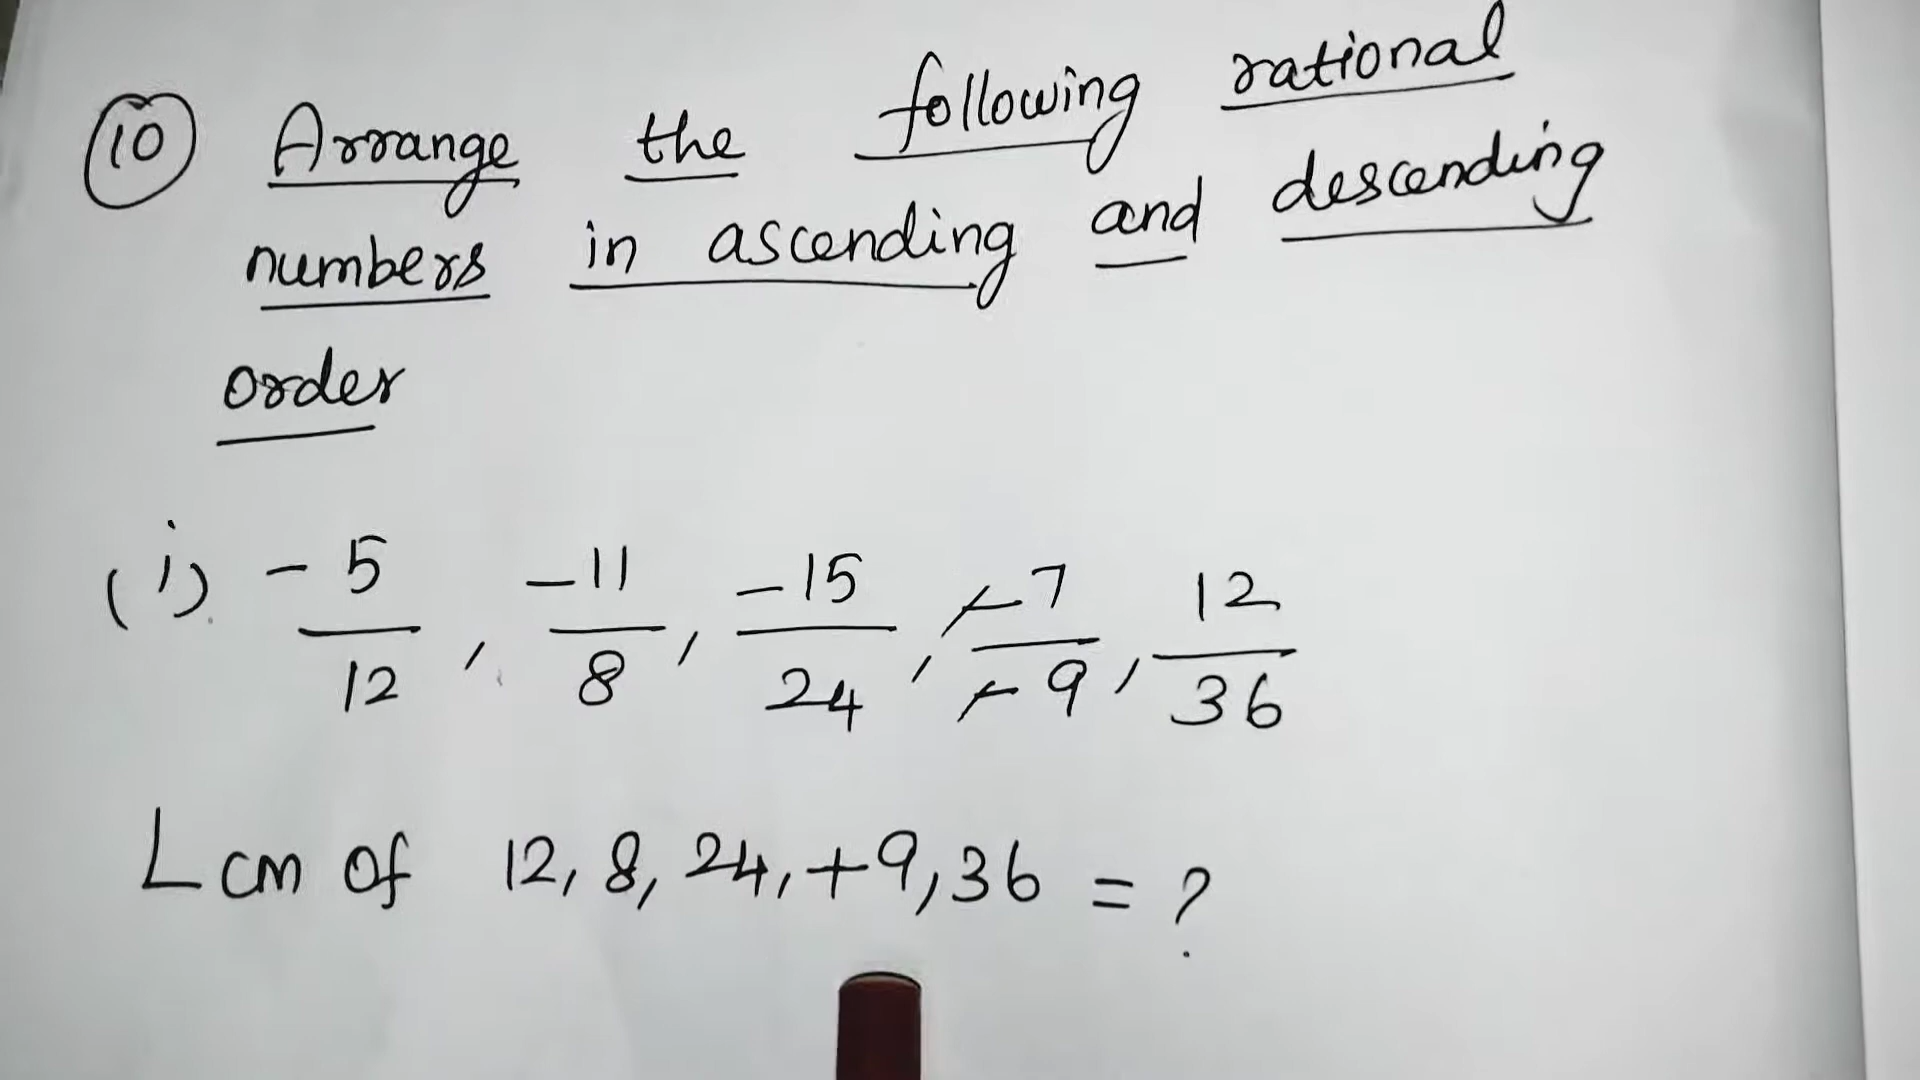 10 Arrange the following rational
numbers in ascending and descending
order
(i) -5/12, -11/8, -15/24, -7/-9, 12/36
Lcm of 12, 8, 24, +9, 36 = ?